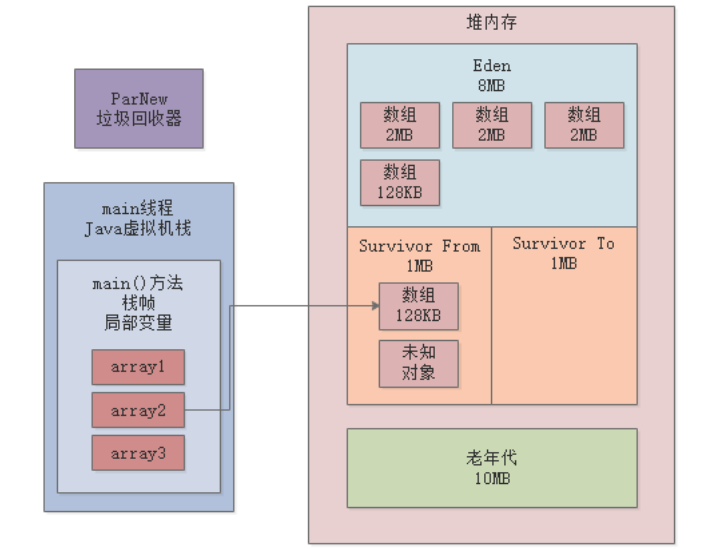 堆内存
Eden
8MB
数组
2MB
数组
2MB
数组
2MB
数组
128KB
Survivor From
1MB
数组
128KB
未知
对象
Survivor To
1MB
老年代
10MB
ParNew
垃圾回收器
main线程
Java虚拟机栈
main()方法
栈帧
局部变量
array1
array2
array3